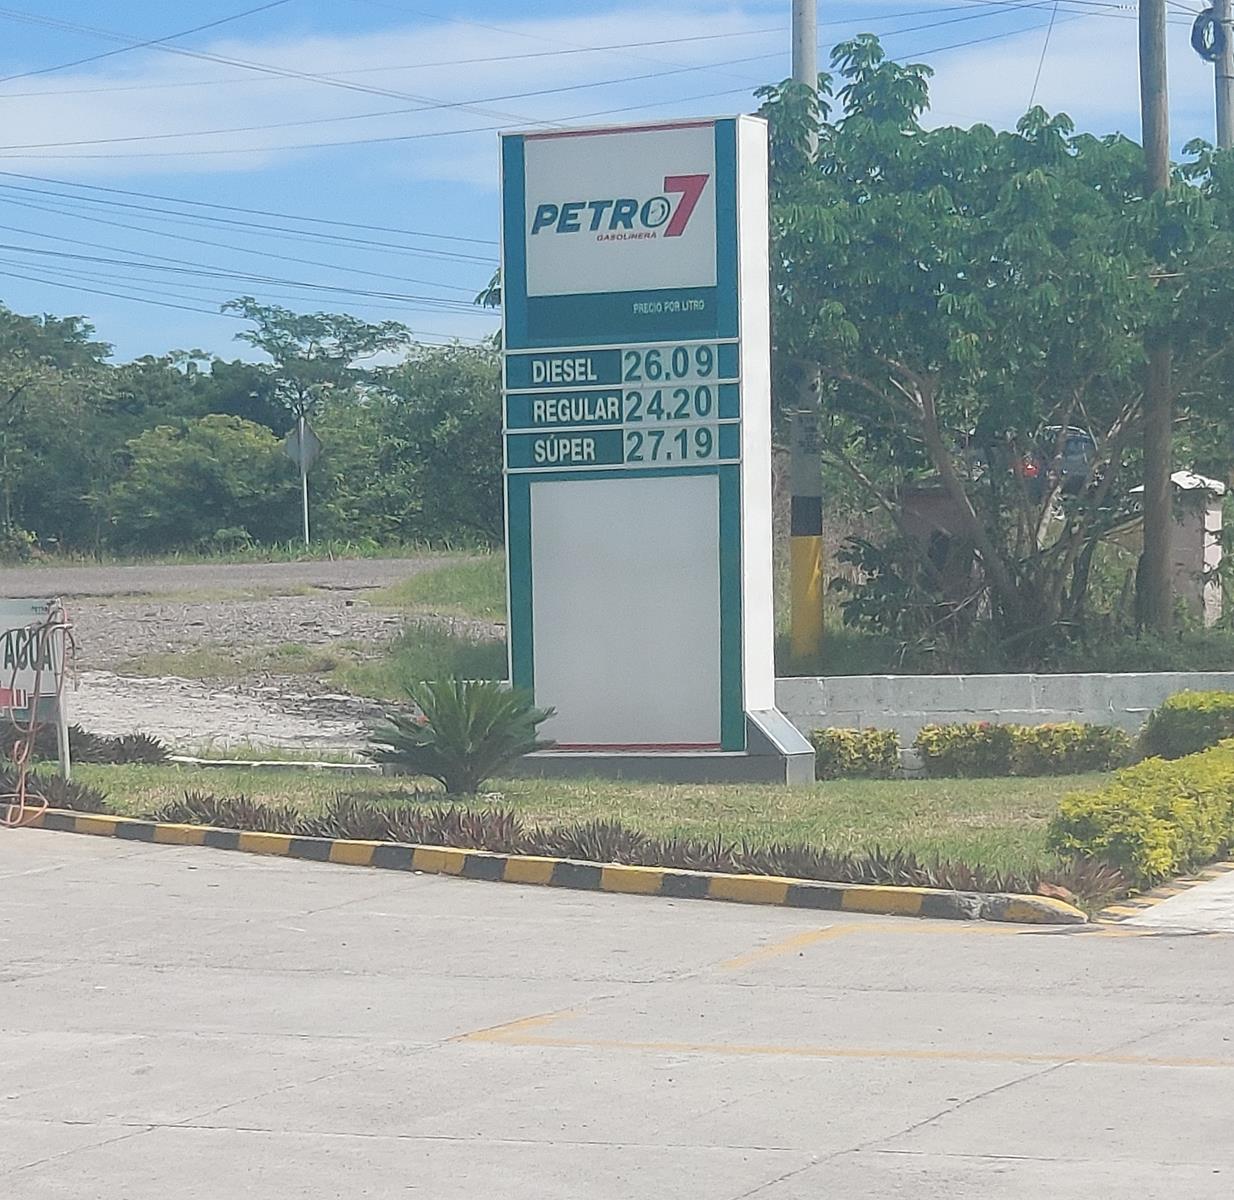 PETRO7
GASOLINERA
PRECIO POR LITRO
DIESEL 26.09
REGULAR 24.20
SÚPER 27.19
AGUA